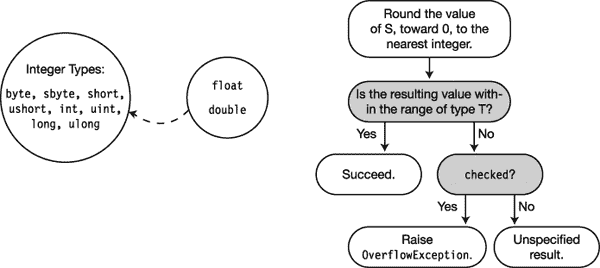 Integer Types:
byte, sbyte, short,
ushort, int, uint,
long, ulong
float
double
Round the value
of S, toward 0, to the
nearest integer.
Is the resulting value with-
in the range of type T?
Yes
No
Succeed.
checked?
Yes
No
Raise
OverflowException.
Unspecified
result.